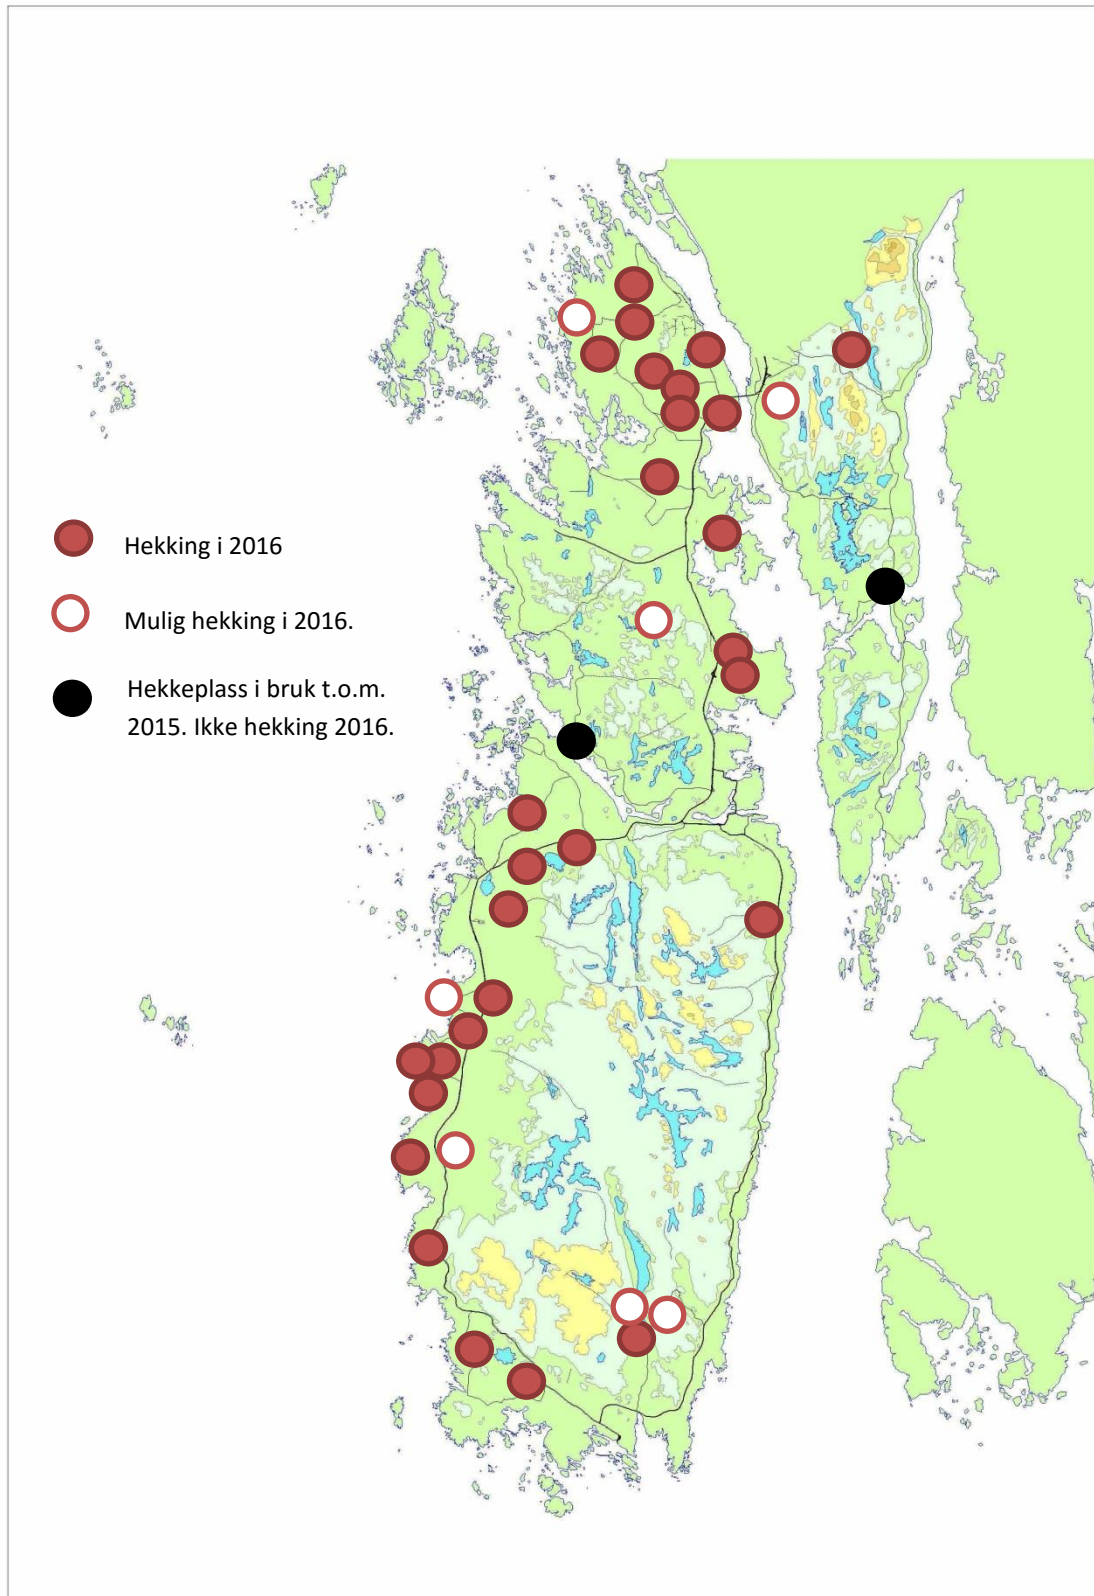 Hekking i 2016
Mulig hekking i 2016.
Hekkeplass i bruk t.o.m.
2015. Ikke hekking 2016.